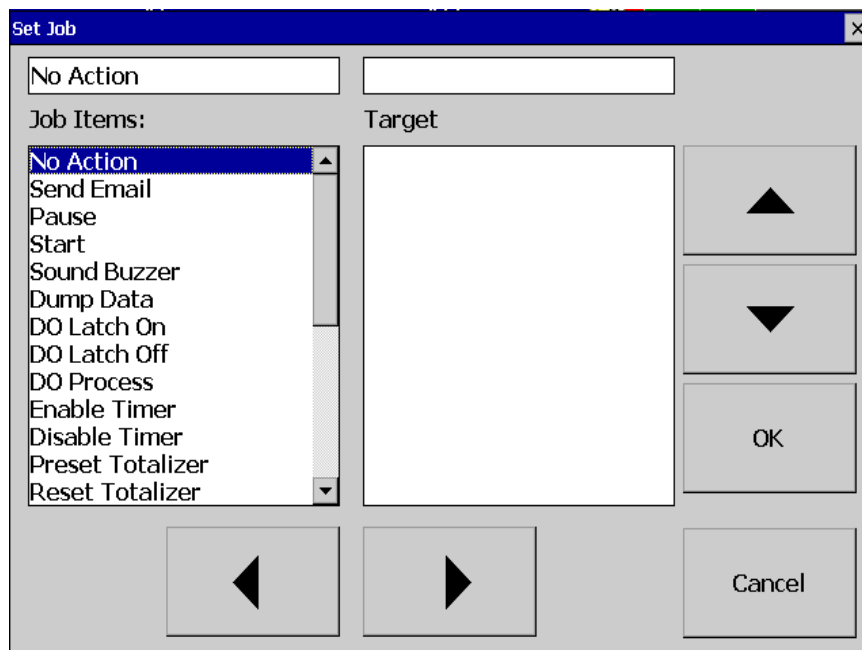 Set Job
No Action
Job Items:
Target
No Action
Send Email
Pause
Start
Sound Buzzer
Dump Data
DO Latch On
DO Latch Off
DO Process
Enable Timer
Disable Timer
Preset Totalizer
Reset Totalizer
OK
Cancel